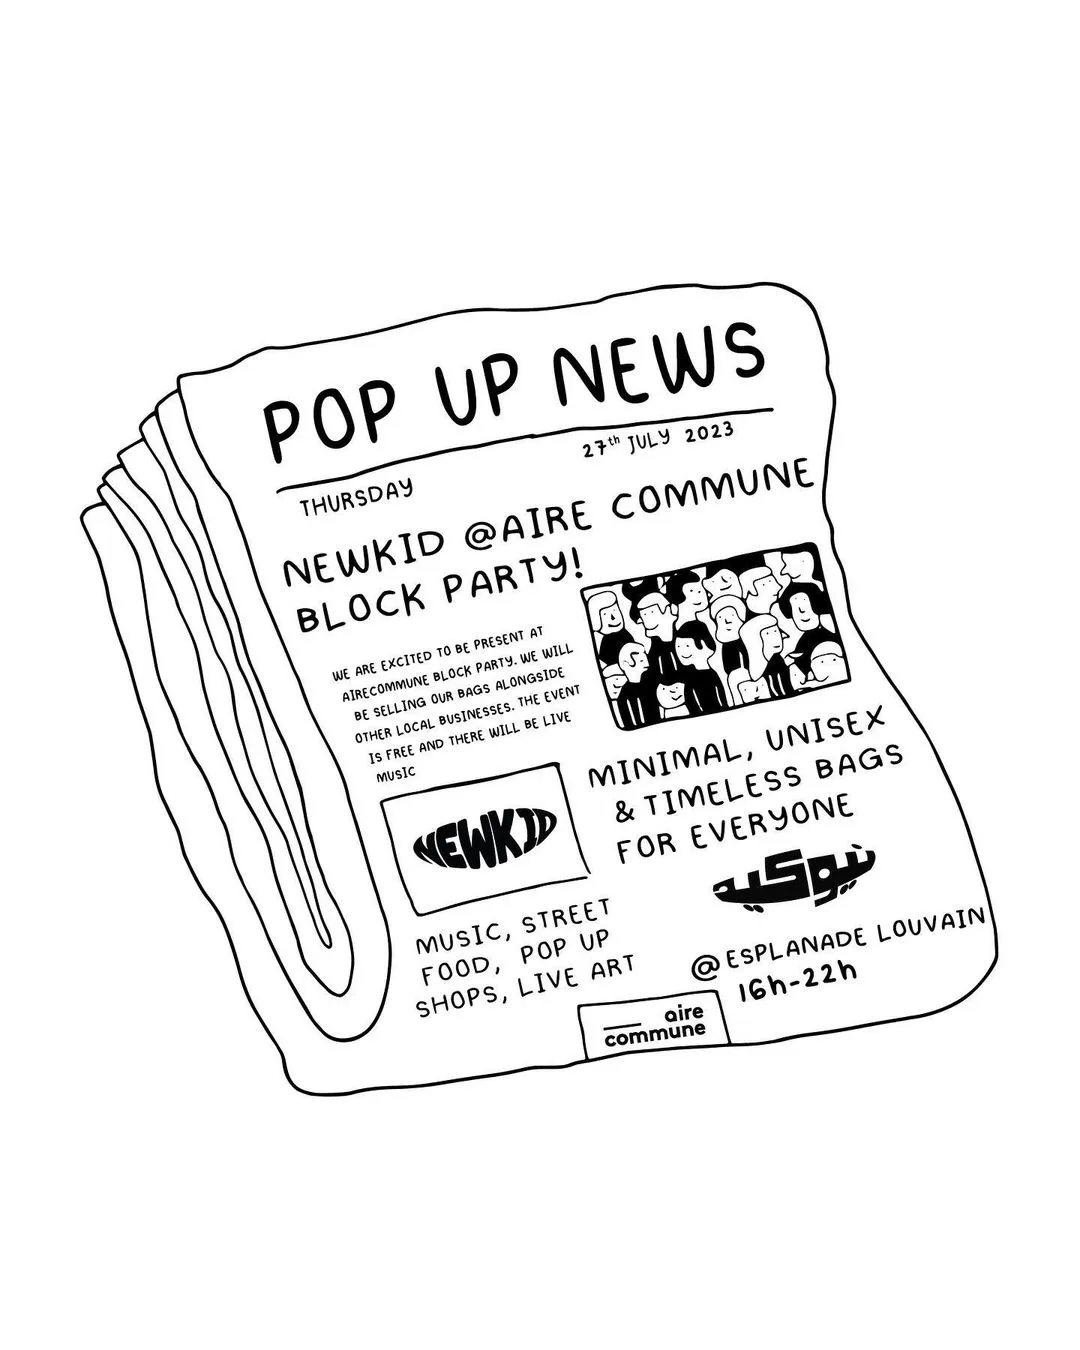 POP UP NEWS
27th JULY 2023
THURSDAY
NEWKID @AIRE COMMUNE
BLOCK PARTY!
WE ARE EXCITED TO BE PRESENT AT
AIRECOMMUNE BLOCK PARTY. WE WILL
BE SELLING OUR BAGS ALONGSIDE
OTHER LOCAL BUSINESSES. THE EVENT
IS FREE AND THERE WILL BE LIVE
MUSIC
NEWKID
MUSIC, STREET
FOOD, POP UP
SHOPS, LIVE ART
MINIMAL, UNISEX
& TIMELESS BAGS
FOR EVERYONE
نيوكيد
@ESPLANADE LOUVAIN
16h-22h
aire
commune